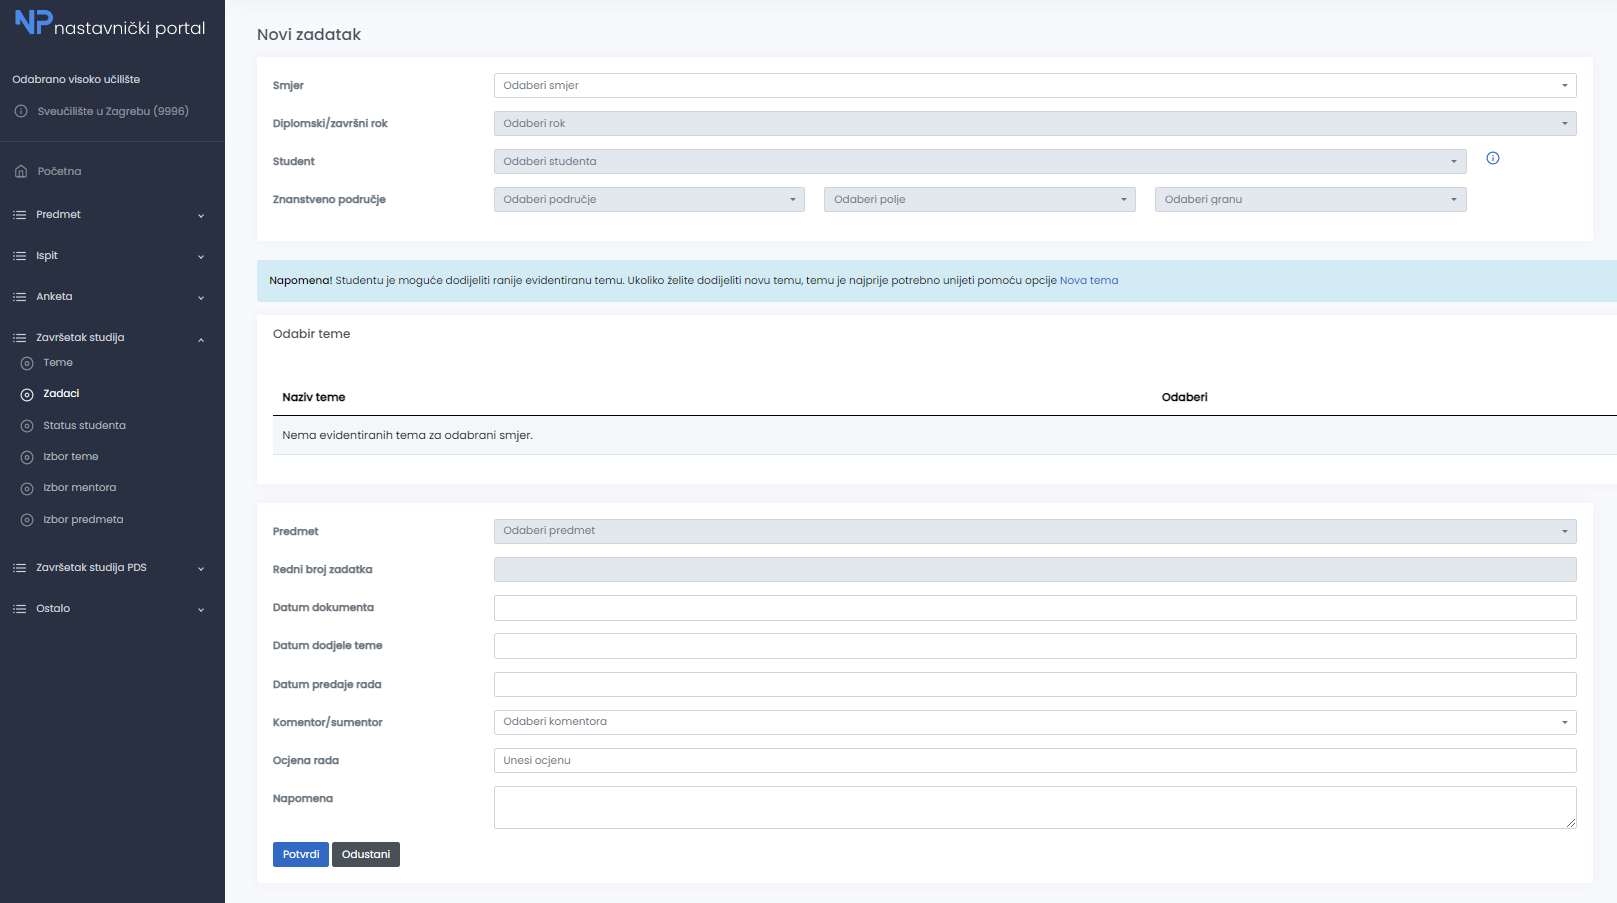 NP nastavnički portal
Odabrano visoko učilište
Sveučilište u Zagrebu (9996)
Početna
Predmet
Ispit
Anketa
Završetak studija
Teme
Zadaci
Status studenta
Izbor teme
Izbor mentora
Izbor predmeta
Završetak studija PDS
Ostalo
Novi zadatak
Smjer Odaberi smjer
Diplomski/završni rok Odaberi rok
Student Odaberi studenta
Znanstveno područje Odaberi područje Odaberi polje Odaberi granu
Napomena! Studentu je moguće dodijeliti ranije evidentiranu temu. Ukoliko želite dodijeliti novu temu, temu je najprije potrebno unijeti pomoću opcije Nova tema
Odabir teme
Naziv teme Odaberi
Nema evidentiranih tema za odabrani smjer.
Predmet Odaberi predmet
Redni broj zadatka
Datum dokumenta
Datum dodjele teme
Datum predaje rada
Komentor/sumentor Odaberi komentora
Ocjena rada Unesi ocjenu
Napomena
Potvrdi Odustani